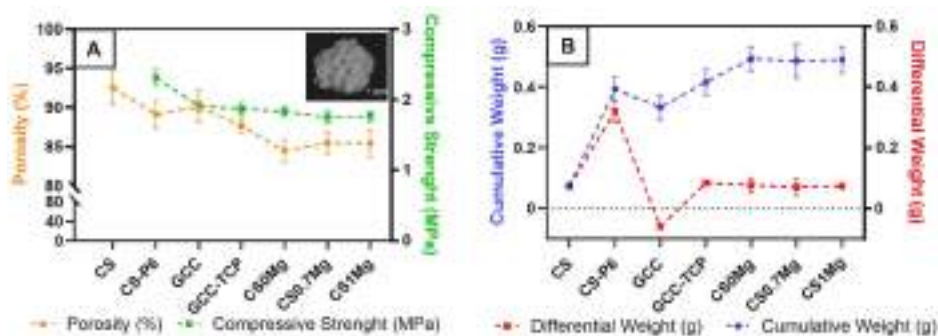 A
B
Porosity (%)
100
95
90
85
80
80
40
0
Compressive Strenght (MPa)
3
2
1
0
CS
CS-P6
GCC
GCC-TCP
CS0Mg
CS0.7Mg
CS1Mg
Porosity (%) Compressive Strenght (MPa)
Cumulative Weight (g)
0.6
0.4
0.2
0
Differential Weight (g)
0.6
0.4
0.2
0
CS
CS-P6
GCC
GCC-TCP
CS0Mg
CS0.7Mg
CS1Mg
Differential Weight (g) Cumulative Weight (g)